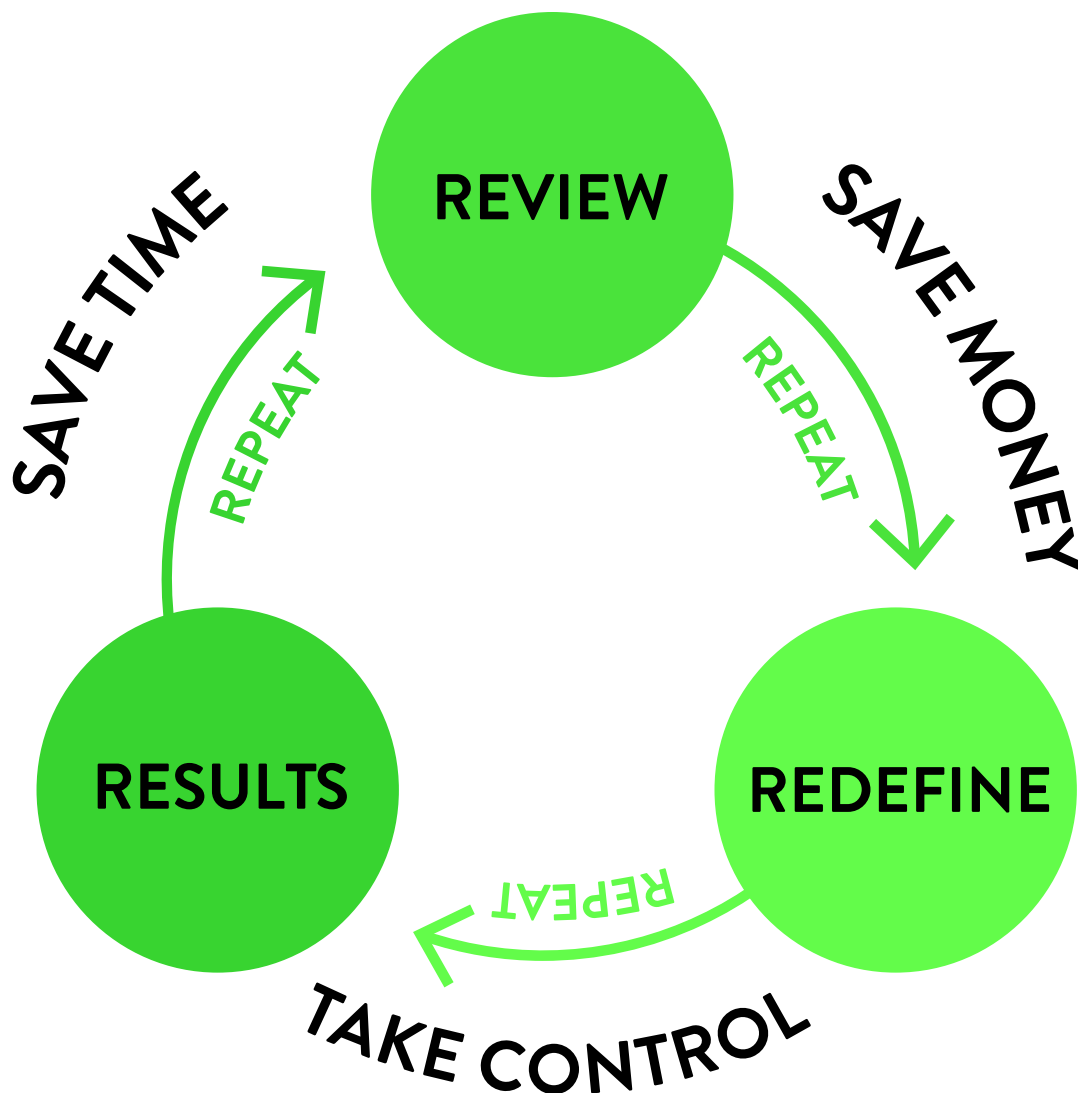 REVIEW
SAVE MONEY
REPEAT
REDEFINE
REPEAT
TAKE CONTROL
RESULTS
REPEAT
SAVE TIME